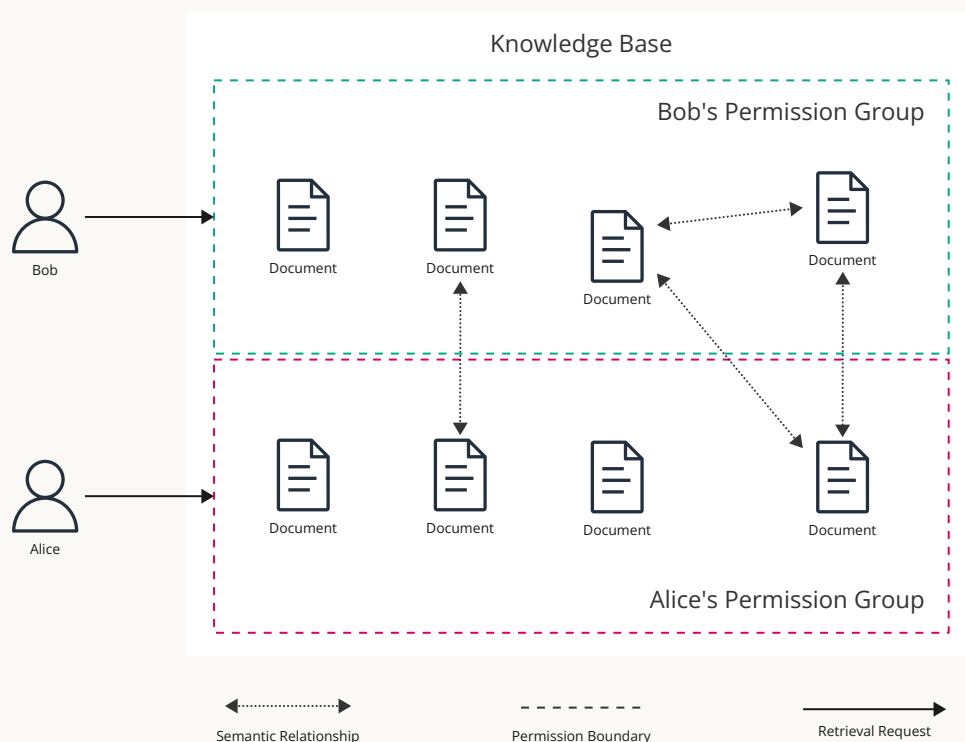 Knowledge Base
Bob's Permission Group
Document
Document
Document
Document
Bob
Document
Document
Document
Document
Alice
Alice's Permission Group
Semantic Relationship
Permission Boundary
Retrieval Request